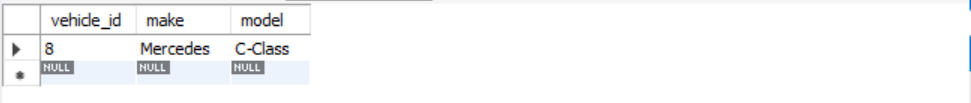 vehicle_id make model
8 Mercedes C-Class
NULL NULL NULL